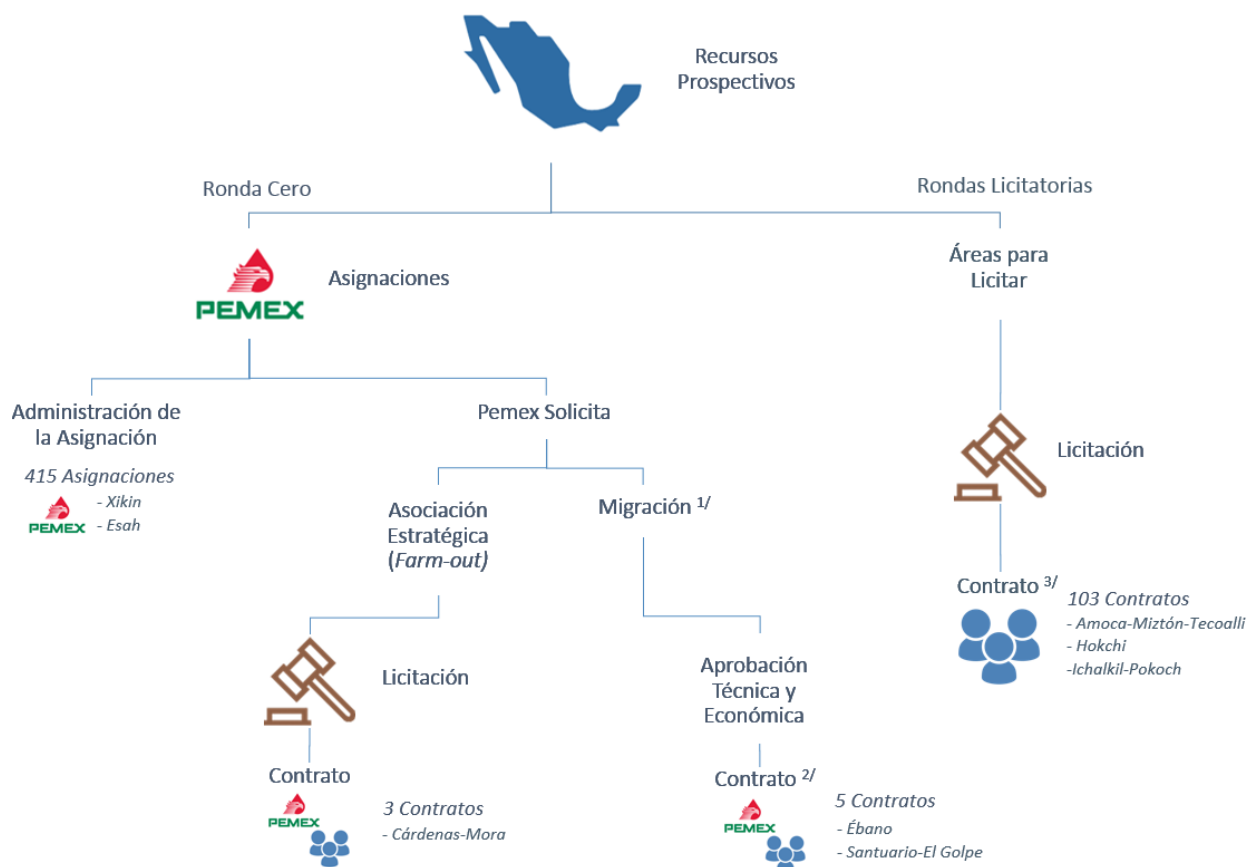 Recursos
Prospectivos
Ronda Cero
Rondas Licitatorias
PEMEX
Asignaciones
Áreas para
Licitar
Administración de
la Asignación
415 Asignaciones
PEMEX
- Xikin
- Esah
Pemex Solicita
Asociación
Estratégica
(Farm-out)
Migración 1/
Licitación
Contrato 3/
103 Contratos
- Amoca-Miztón-Tecoalli
- Hokchi
-Ichalkil-Pokoch
Licitación
Aprobación
Técnica y
Económica
Contrato
PEMEX
3 Contratos
- Cárdenas-Mora
Contrato 2/
PEMEX
5 Contratos
- Ébano
- Santuario-El Golpe